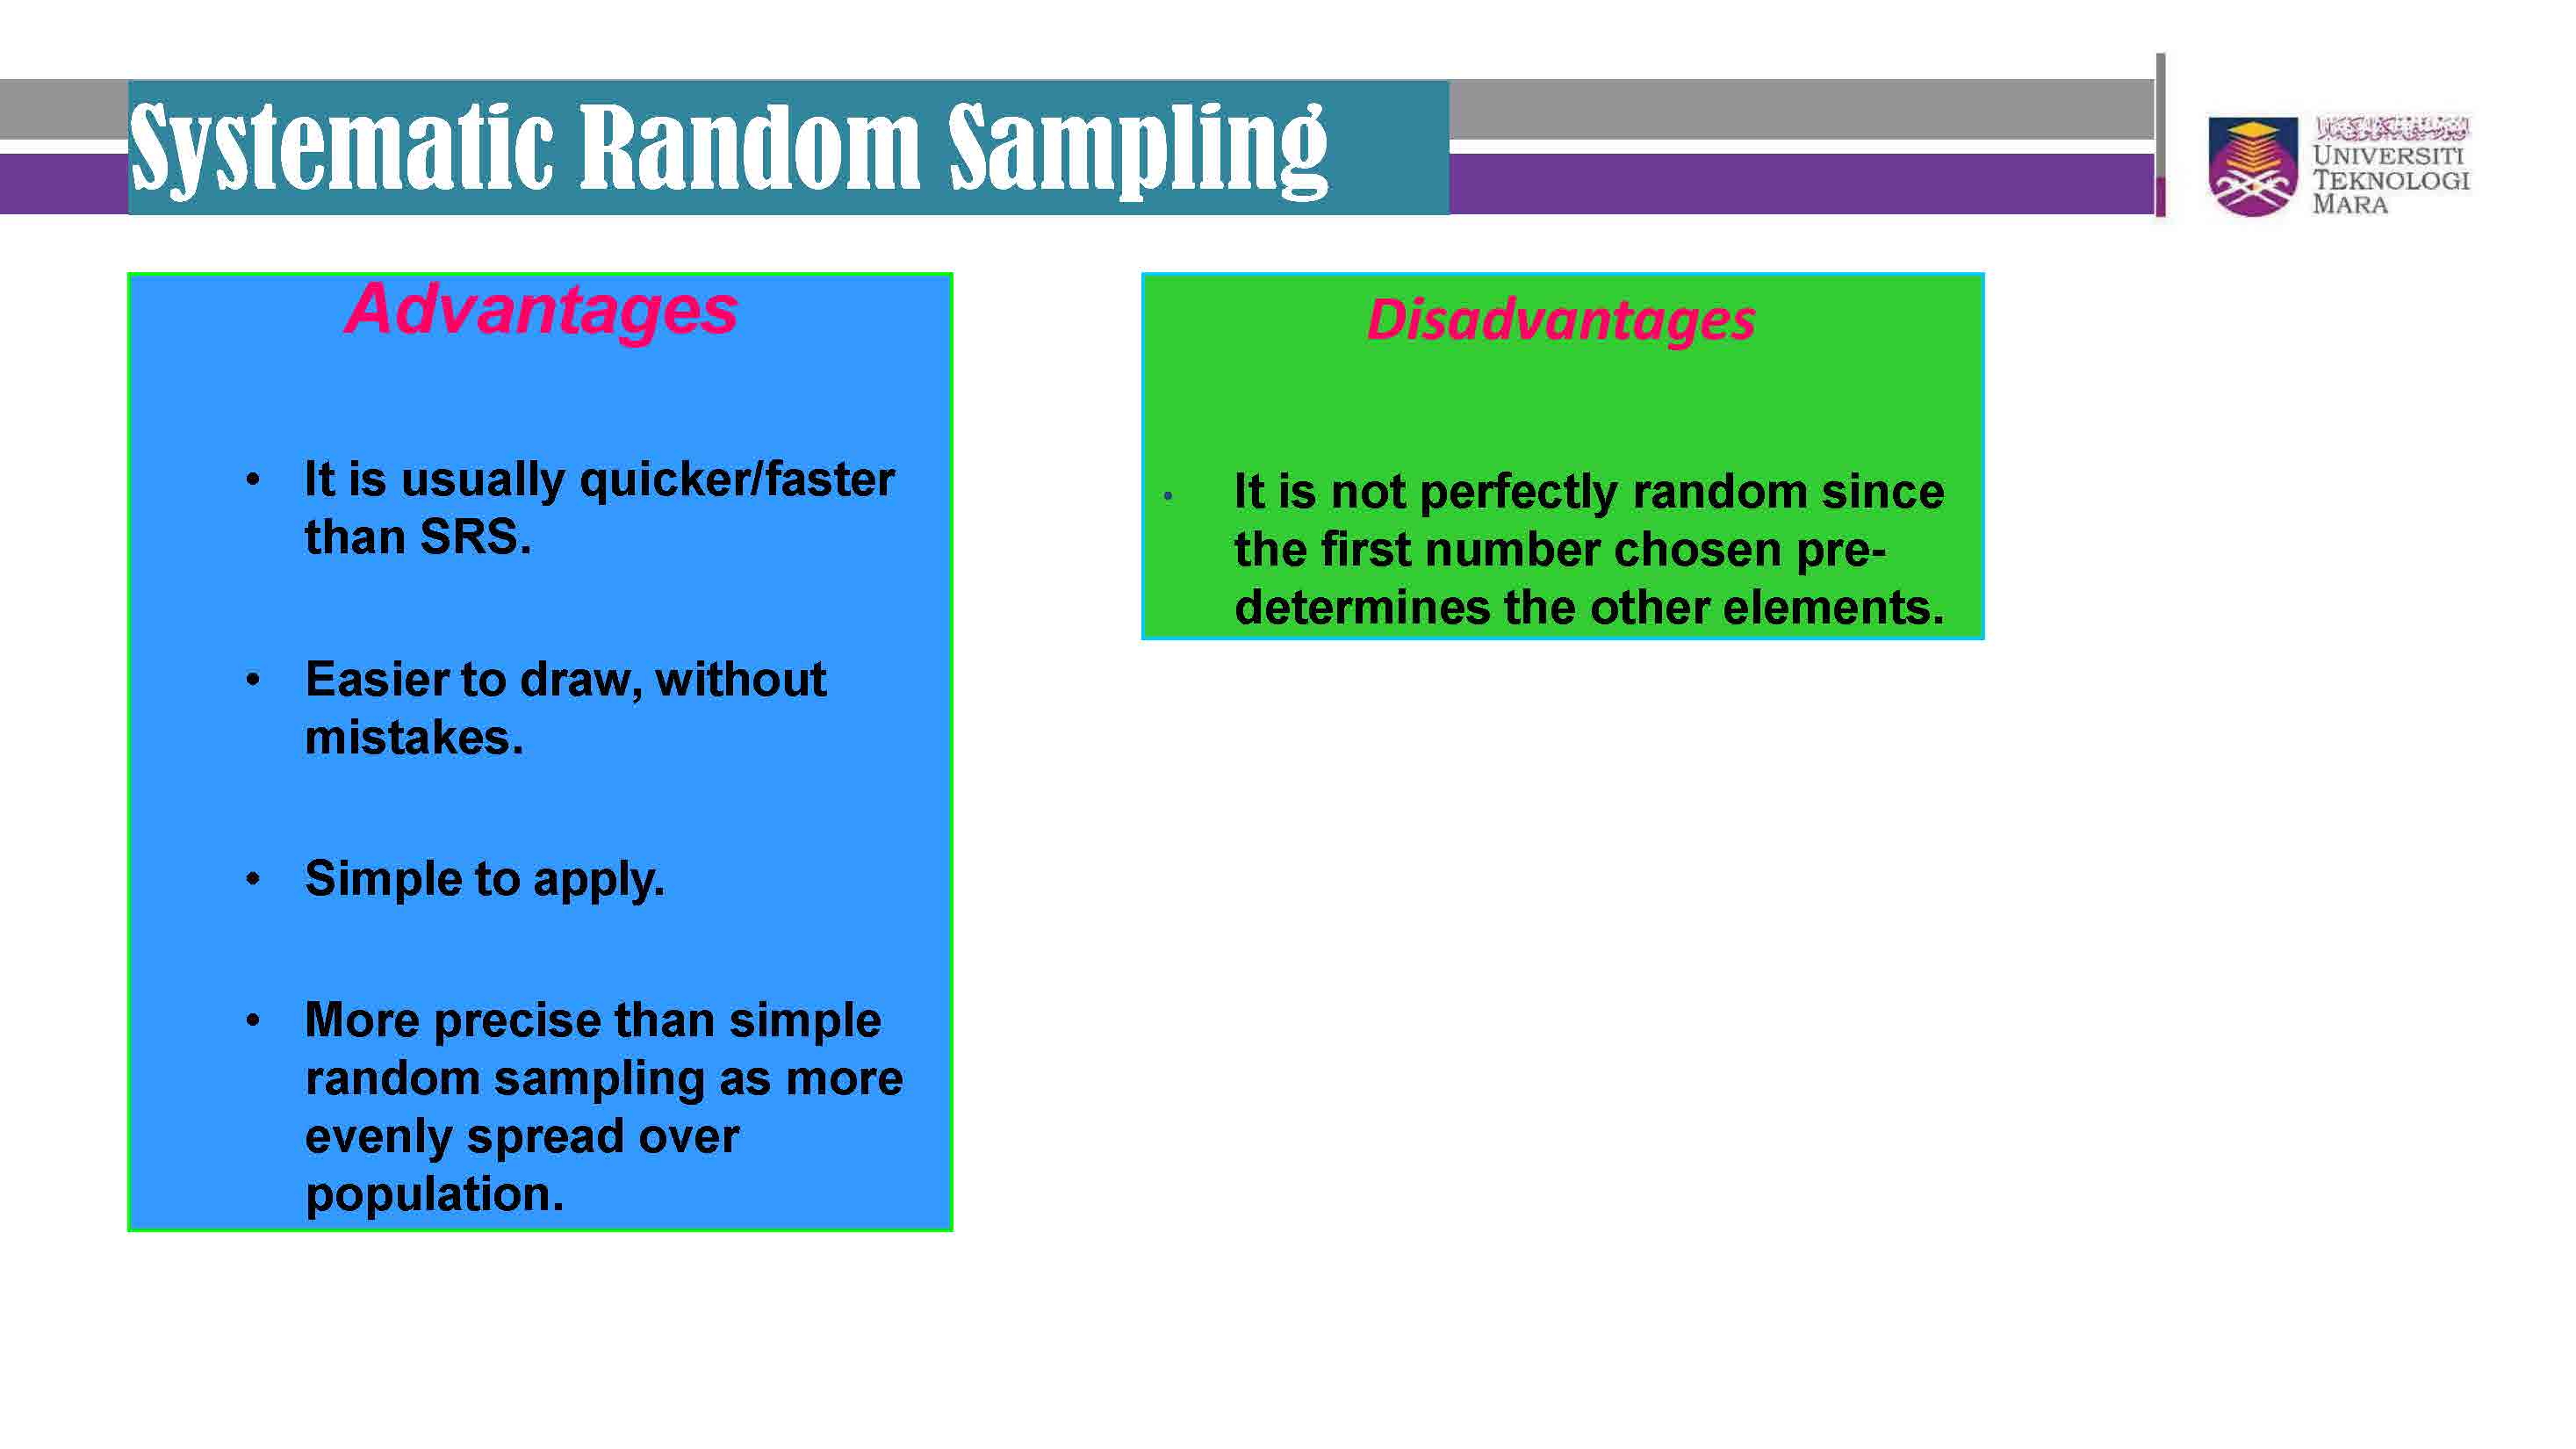 Systematic Random Sampling
UNIVERSITI
TEKNOLOGI
MARA
Advantages
• It is usually quicker/faster
than SRS.
• Easier to draw, without
mistakes.
• Simple to apply.
• More precise than simple
random sampling as more
evenly spread over
population.
Disadvantages
• It is not perfectly random since
the first number chosen pre-
determines the other elements.